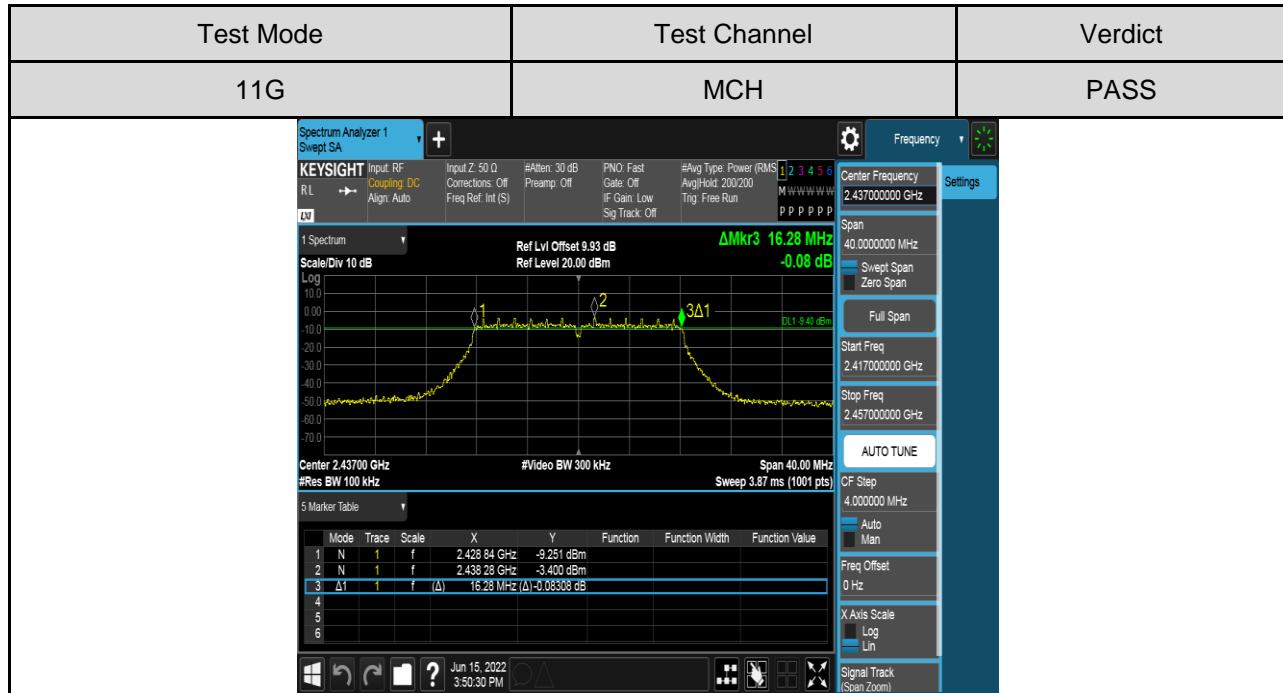 Test Mode Test Channel Verdict
11G MCH PASS
Spectrum Analyzer 1
Swept SA
+
Frequency
KEYSIGHT Input: RF Input Z: 50 Ω #Atten: 30 dB PNO: Fast #Avg Type: Power (RMS 1 2 3 4 5 6
RL Coupling: DC Corrections: Off Preamp: Off Gate: Off Avg|Hold: 200/200 M W W W W W
Align: Auto Freq Ref: Int (S) IF Gain: Low Trig: Free Run
LXI Sig Track: Off P P P P P P
1 Spectrum Ref Lvl Offset 9.93 dB ΔMkr3 16.28 MHz
Scale/Div 10 dB Ref Level 20.00 dBm -0.08 dB
Log
10.0
0.00
-10.0
-20.0
-30.0
-40.0
-50.0
-60.0
-70.0
1 2 3Δ1
DL1 -9.40 dBm
Center 2.43700 GHz #Video BW 300 kHz Span 40.00 MHz
#Res BW 100 kHz Sweep 3.87 ms (1001 pts)
5 Marker Table
Mode Trace Scale X Y Function Function Width Function Value
1 N 1 f 2.428 84 GHz -9.251 dBm
2 N 1 f 2.438 28 GHz -3.400 dBm
3 Δ1 1 f (Δ) 16.28 MHz (Δ) -0.08308 dB
4
5
6
? Jun 15, 2022
3:50:30 PM
Center Frequency
2.437000000 GHz
Settings
Span
40.0000000 MHz
Swept Span
Zero Span
Full Span
Start Freq
2.417000000 GHz
Stop Freq
2.457000000 GHz
AUTO TUNE
CF Step
4.000000 MHz
Auto
Man
Freq Offset
0 Hz
X Axis Scale
Log
Lin
Signal Track
(Span Zoom)